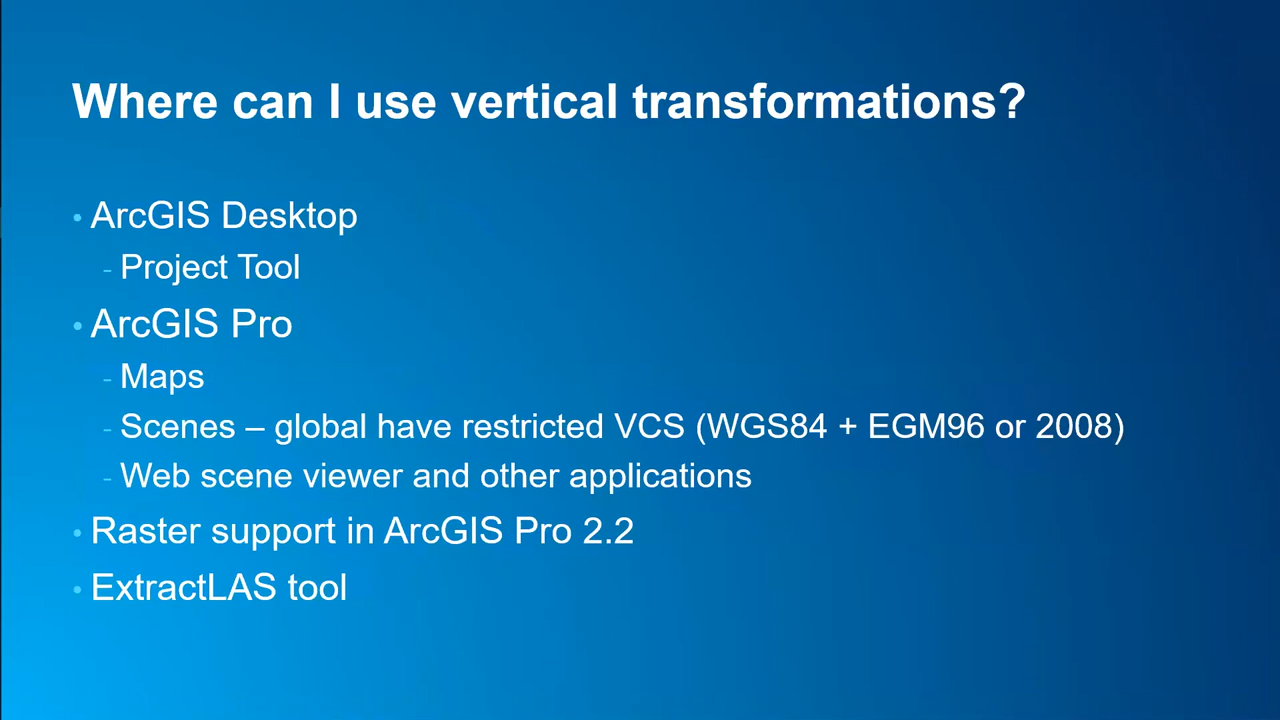 Where can I use vertical transformations?
• ArcGIS Desktop
- Project Tool
• ArcGIS Pro
- Maps
- Scenes – global have restricted VCS (WGS84 + EGM96 or 2008)
- Web scene viewer and other applications
• Raster support in ArcGIS Pro 2.2
• ExtractLAS tool